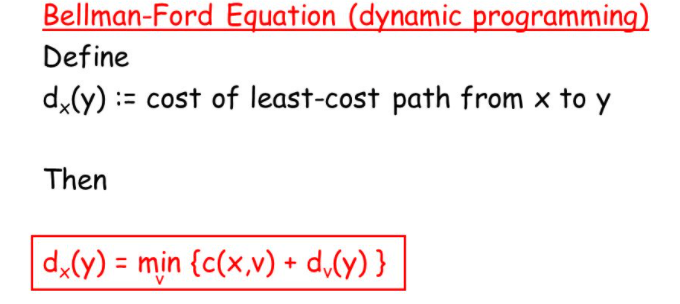 Bellman-Ford Equation (dynamic programming)
Define
dₓ(y) := cost of least-cost path from x to y
Then
dₓ(y) = min {c(x,v) + dᵥ(y) }
v